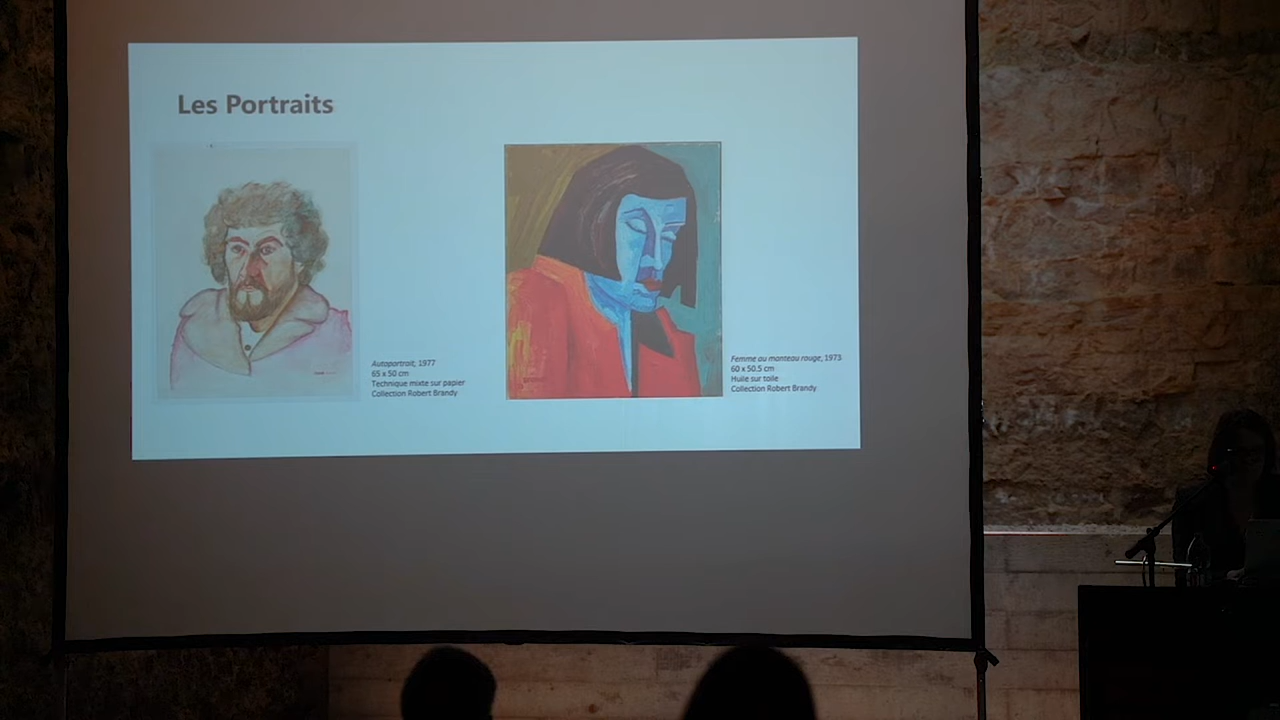 Les Portraits
Autoportrait, 1977
65 x 50 cm
Technique mixte sur papier
Collection Robert Brandy
Femme au manteau rouge, 1973
60 x 50.5 cm
Huile sur toile
Collection Robert Brandy